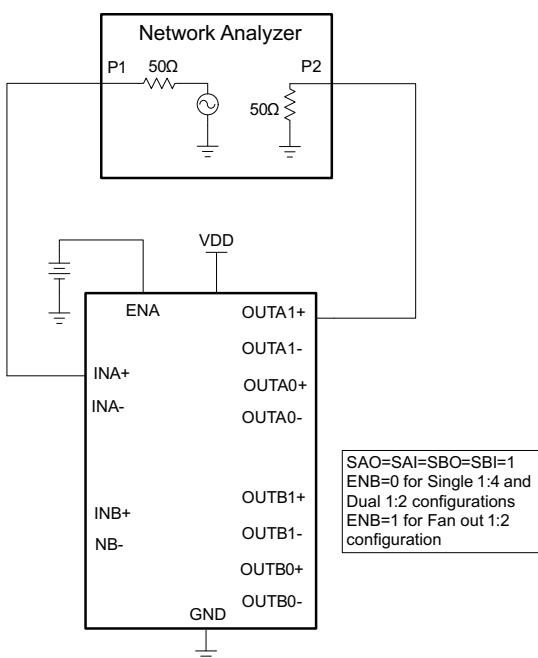 Network Analyzer
P1
50Ω
P2
50Ω
VDD
ENA
OUTA1+
OUTA1-
INA+
OUTA0+
INA-
OUTA0-
SAO=SAI=SBO=SBI=1
ENB=0 for Single 1:4 and
Dual 1:2 configurations
ENB=1 for Fan out 1:2
configuration
OUTB1+
INB+
OUTB1-
NB-
OUTB0+
OUTB0-
GND